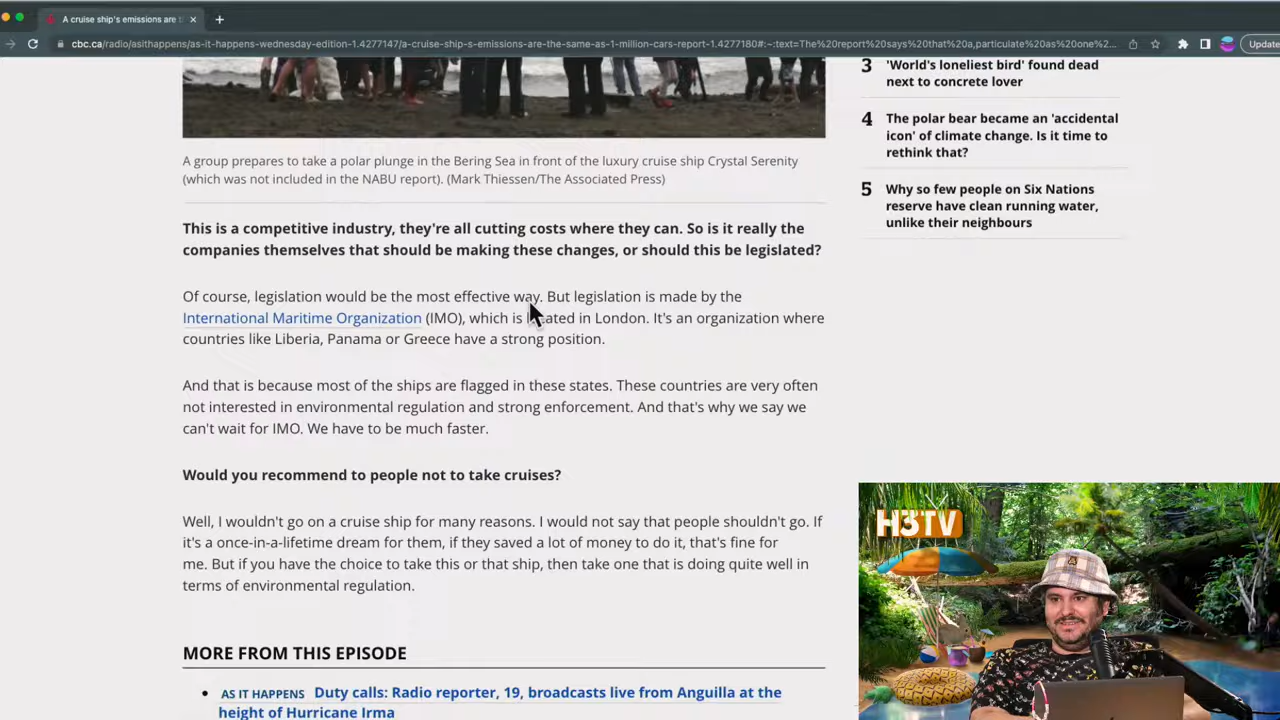 A cruise ship's emissions are t
cbc.ca/radio/asithappens/as-it-happens-wednesday-edition-1.4277147/a-cruise-ship-s-emissions-are-the-same-as-1-million-cars-report-1.4277180#:~:text=The%20report%20says%20that%20a,particulate%20as%20one%2...
Update
3 'World's loneliest bird' found dead
next to concrete lover
4 The polar bear became an 'accidental
icon' of climate change. Is it time to
rethink that?
5 Why so few people on Six Nations
reserve have clean running water,
unlike their neighbours
A group prepares to take a polar plunge in the Bering Sea in front of the luxury cruise ship Crystal Serenity
(which was not included in the NABU report). (Mark Thiessen/The Associated Press)
This is a competitive industry, they're all cutting costs where they can. So is it really the
companies themselves that should be making these changes, or should this be legislated?
Of course, legislation would be the most effective way. But legislation is made by the
International Maritime Organization (IMO), which is located in London. It's an organization where
countries like Liberia, Panama or Greece have a strong position.
And that is because most of the ships are flagged in these states. These countries are very often
not interested in environmental regulation and strong enforcement. And that's why we say we
can't wait for IMO. We have to be much faster.
Would you recommend to people not to take cruises?
Well, I wouldn't go on a cruise ship for many reasons. I would not say that people shouldn't go. If
it's a once-in-a-lifetime dream for them, if they saved a lot of money to do it, that's fine for
me. But if you have the choice to take this or that ship, then take one that is doing quite well in
terms of environmental regulation.
MORE FROM THIS EPISODE
• AS IT HAPPENS Duty calls: Radio reporter, 19, broadcasts live from Anguilla at the
height of Hurricane Irma
H3TV